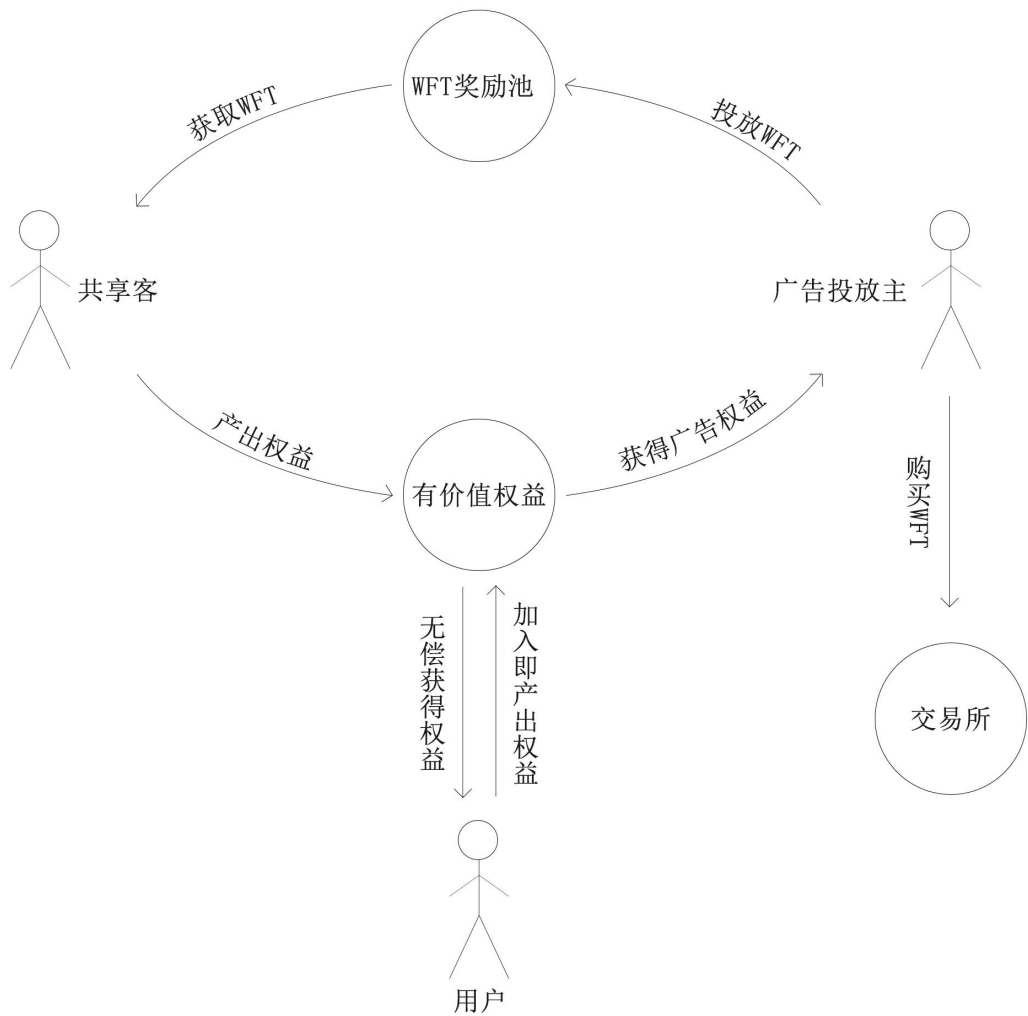 WFT奖励池
获取WFT
投放WFT
共享客
广告投放主
产出权益
获得广告权益
有价值权益
购买WFT
无偿获得权益
加入即产出权益
交易所
用户